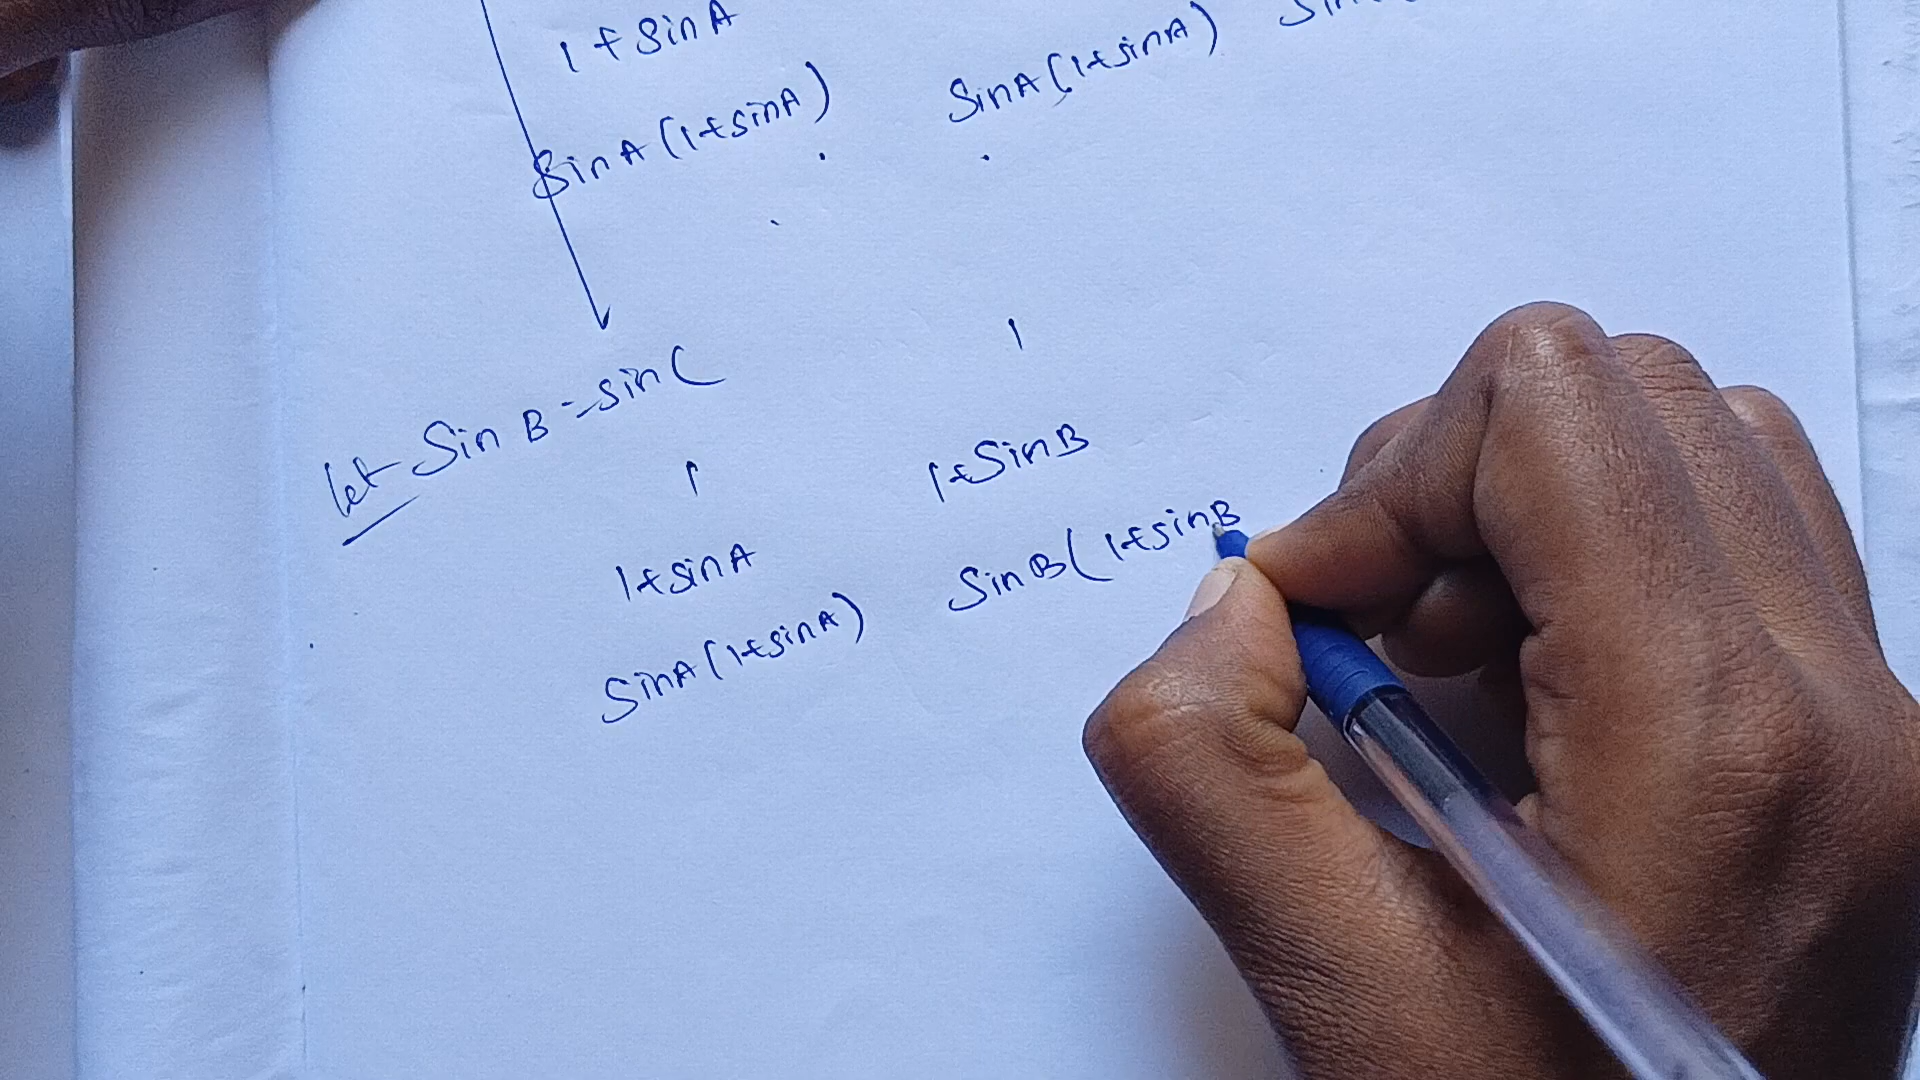 1 + sin A
sin A (1+sin A) sin A (1+sin A)
let sin B = sin C
1 1
1+sin A 1+sin B
sin A (1+sin A) sin B ( 1+sin B